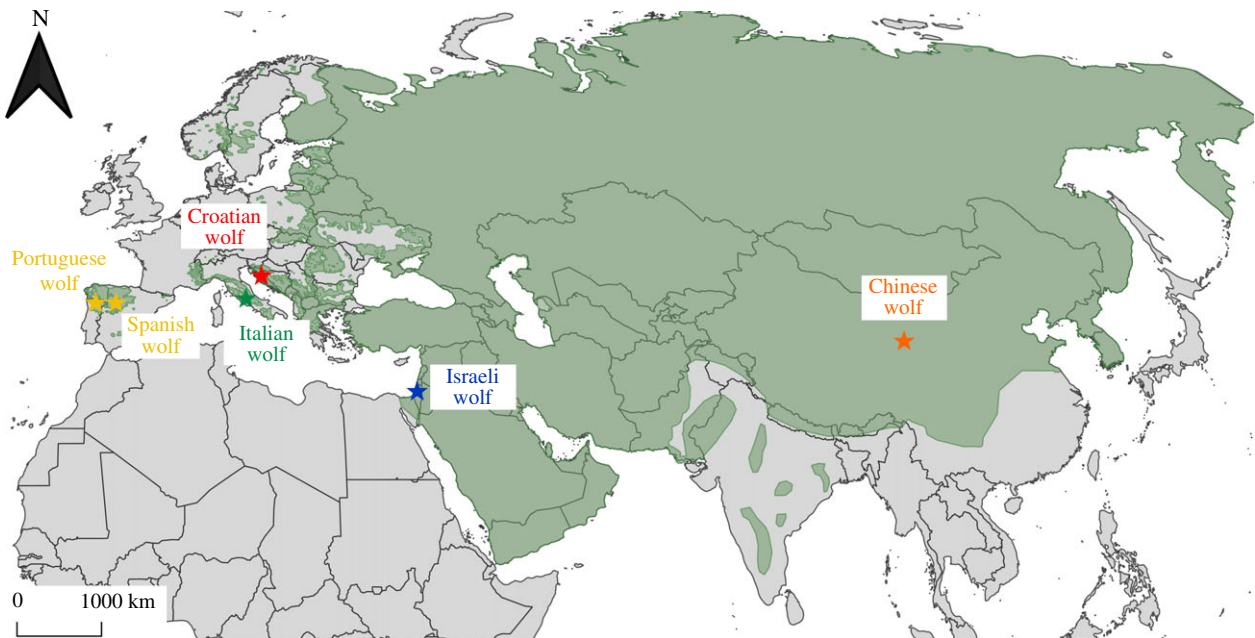 N
Croatian
wolf
Portuguese
wolf
Spanish
wolf
Italian
wolf
Israeli
wolf
Chinese
wolf
0
1000 km